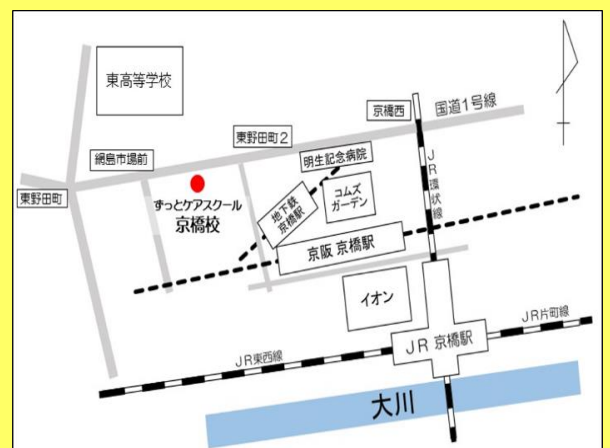 東高等学校
京橋西
国道1号線
東野田町2
網島市場前
明生記念病院
東野田町
ずっとケアスクール
京橋校
地下鉄
京橋駅
コムズ
ガーデン
JR環状線
京阪 京橋駅
イオン
JR片町線
JR 京橋駅
JR東西線
大川